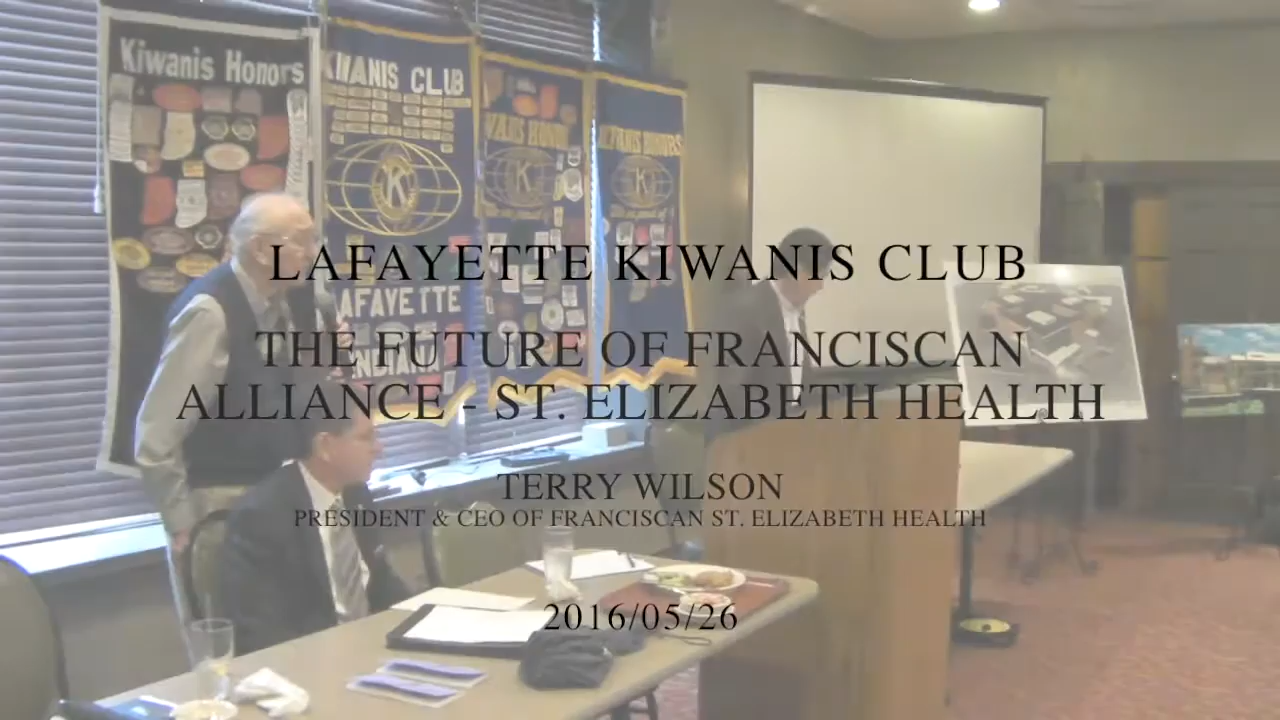 Kiwanis Honors
KIWANIS CLUB
K
LAFAYETTE
INDIANA
LAFAYETTE KIWANIS CLUB
THE FUTURE OF FRANCISCAN
ALLIANCE - ST. ELIZABETH HEALTH
TERRY WILSON
PRESIDENT & CEO OF FRANCISCAN ST. ELIZABETH HEALTH
2016/05/26